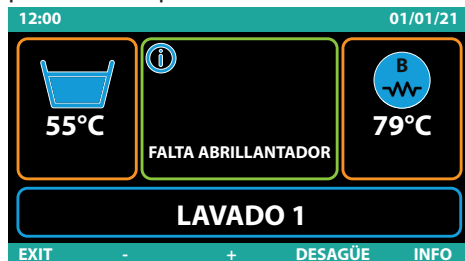 12:00 01/01/21
B
55°C 79°C
FALTA ABRILLANTADOR
LAVADO 1
EXIT - + DESAGÜE INFO